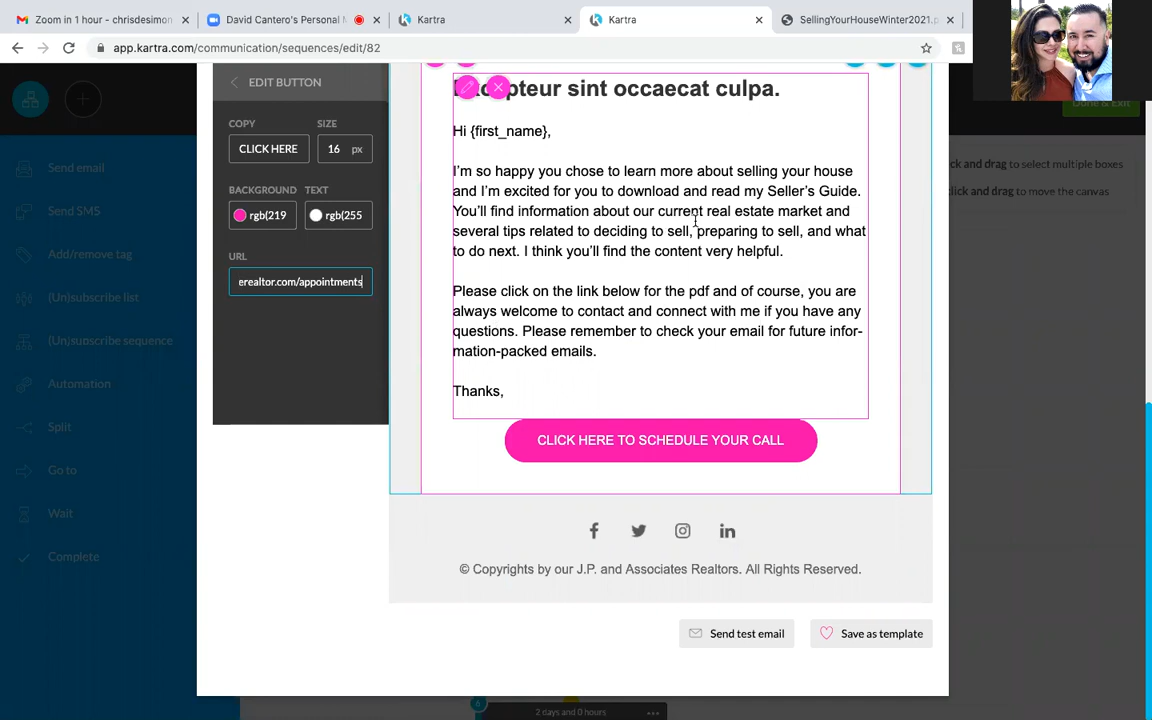 Zoom in 1 hour - chrisdesimon
David Cantero's Personal
Kartra
Kartra
SellingYourHouseWinter2021.
app.kartra.com/communication/sequences/edit/82
EDIT BUTTON
COPY
SIZE
CLICK HERE
16 px
BACKGROUND
TEXT
rgb(219
rgb(255
URL
erealtor.com/appointments
Send email
Send SMS
Add/remove tag
(Un)subscribe list
(Un)subscribe sequence
Automation
Split
Go to
Wait
Complete
pteur sint occaecat culpa.
Hi {first_name},
I'm so happy you chose to learn more about selling your house
and I'm excited for you to download and read my Seller's Guide.
You'll find information about our current real estate market and
several tips related to deciding to sell, preparing to sell, and what
to do next. I think you'll find the content very helpful.
Please click on the link below for the pdf and of course, you are
always welcome to contact and connect with me if you have any
questions. Please remember to check your email for future infor-
mation-packed emails.
Thanks,
CLICK HERE TO SCHEDULE YOUR CALL
© Copyrights by our J.P. and Associates Realtors. All Rights Reserved.
Send test email
Save as template
Done & Exit
ck and drag to select multiple boxes
ck and drag to move the canvas
2 days and 0 hours